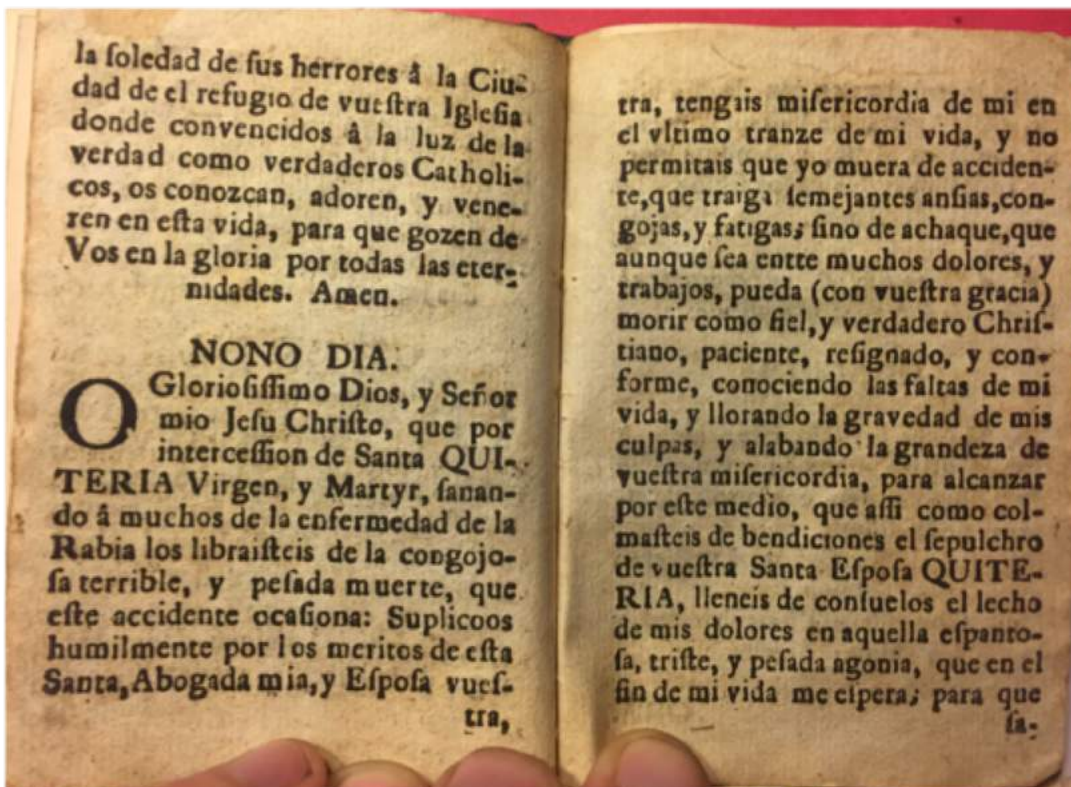 la ſoledad de ſus herrores â la Ciu-
dad de el refugio de vueſtra Igleſia
donde convencidos â la luz de la
verdad como verdaderos Catholi-
cos, os conozcan, adoren, y vene-
ren en eſta vida, para que gozen de
Vos en la gloria por todas las eter-
nidades. Amen.
NONO DIA.
O Glorioſiſſimo Dios, y Señor
mio Jeſu Chriſto, que por
interceſſion de Santa QUI-
TERIA Virgen, y Martyr, ſanan-
do á muchos de la enfermedad de la
Rabia los libraiſteis de la congojo-
ſa terrible, y peſada muerte, que
eſte accidente ocaſiona: Suplicoos
humilmente por los meritos de eſta
Santa, Abogada mia, y Eſpoſa vueſ-
tra,
tra, tengais miſericordia de mi en
el vltimo tranze de mi vida, y no
permitais que yo muera de acciden-
te, que traiga ſemejantes anſias, con-
gojas, y fatigas; ſino de achaque, que
aunque ſea entte muchos dolores, y
trabajos, pueda (con vueſtra gracia)
morir como fiel, y verdadero Chriſ-
tiano, paciente, reſignado, y con-
forme, conociendo las faltas de mi
vida, y llorando la gravedad de mis
culpas, y alabando la grandeza de
vueſtra miſericordia, para alcanzar
por eſte medio, que aſſi como col-
maſteis de bendiciones el ſepulchro
de vueſtra Santa Eſpoſa QUITE-
RIA, lleneis de conſuelos el lecho
de mis dolores en aquella eſpanto-
ſa, triſte, y peſada agonia, que en el
fin de mi vida me eſpera; para que
ſa-